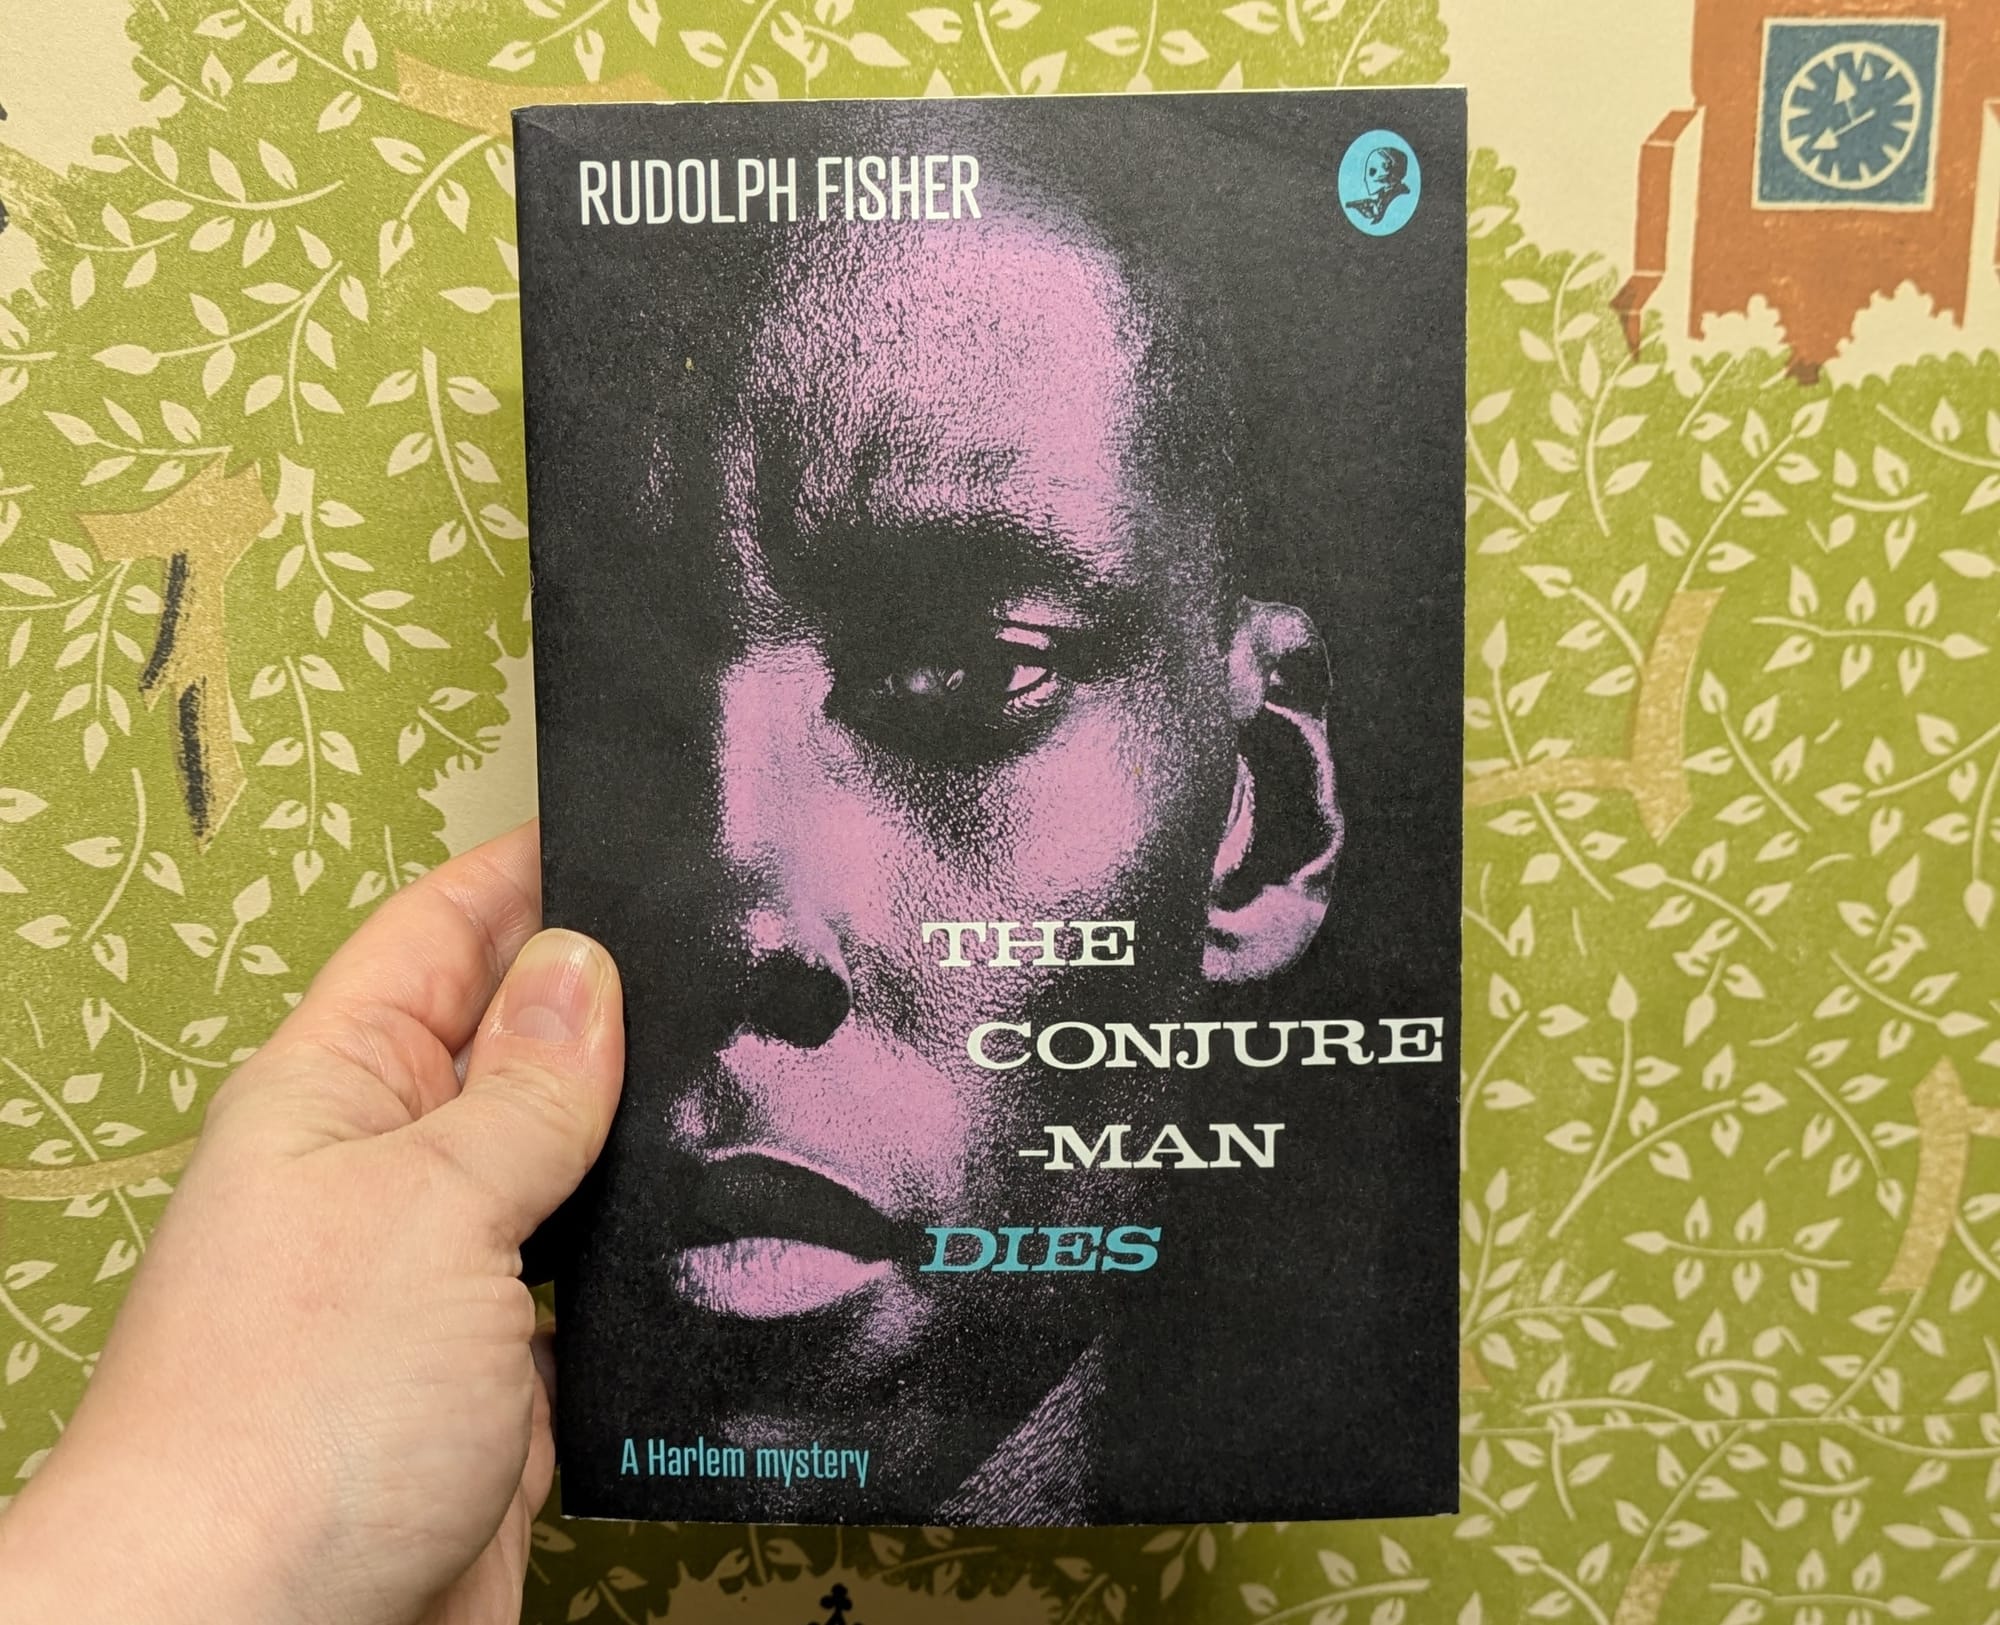 RUDOLPH FISHER
THE
CONJURE
-MAN
DIES
A Harlem mystery